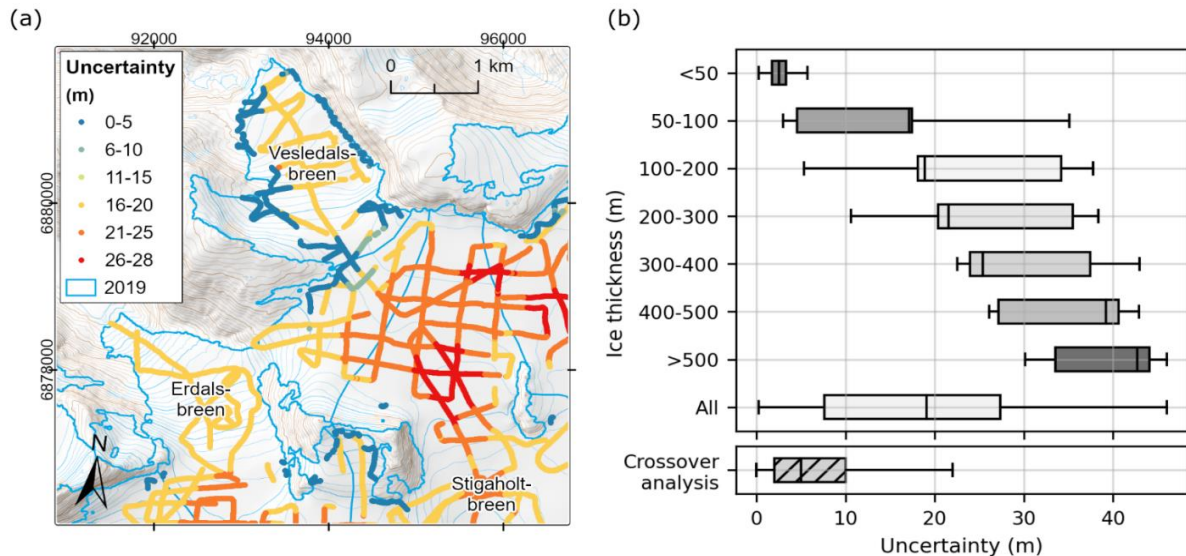 (a)
92000
94000
96000
6880000
6878000
Uncertainty
(m)
0-5
6-10
11-15
16-20
21-25
26-28
2019
0
1 km
Vesledals-
breen
Erdals-
breen
Stigaholt-
breen
N
(b)
Ice thickness (m)
<50
50-100
100-200
200-300
300-400
400-500
>500
All
Crossover
analysis
0
10
20
30
40
Uncertainty (m)